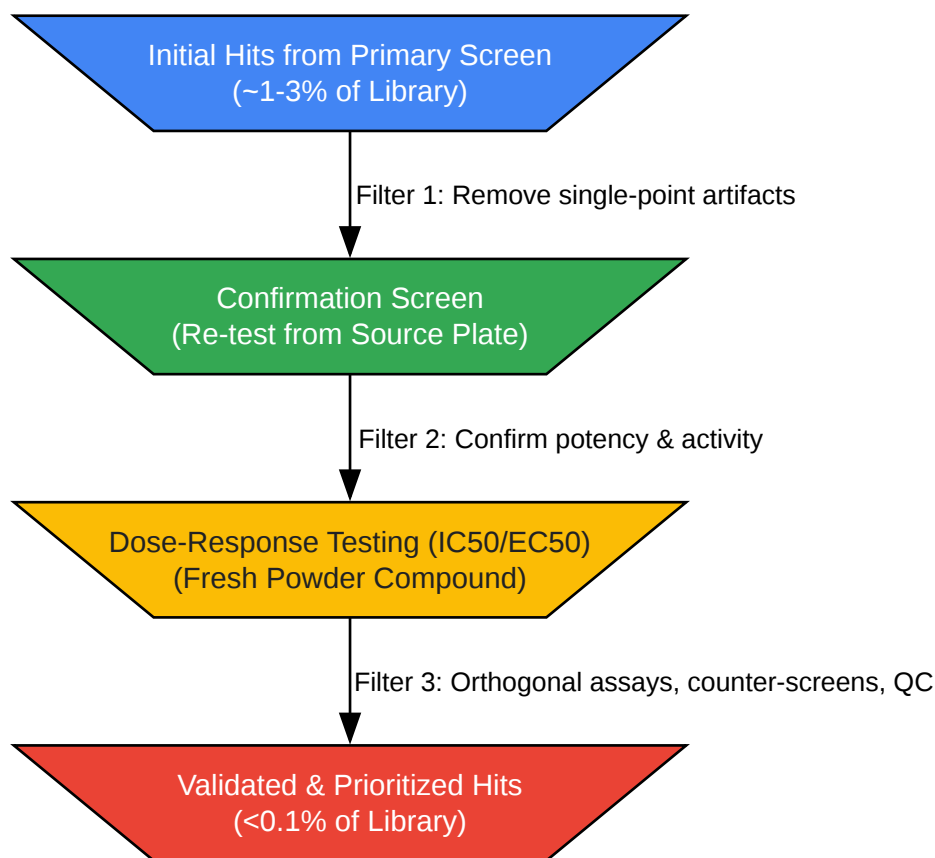 Initial Hits from Primary Screen
(~1-3% of Library)
Filter 1: Remove single-point artifacts
Confirmation Screen
(Re-test from Source Plate)
Filter 2: Confirm potency & activity
Dose-Response Testing (IC50/EC50)
(Fresh Powder Compound)
Filter 3: Orthogonal assays, counter-screens, QC
Validated & Prioritized Hits
(<0.1% of Library)